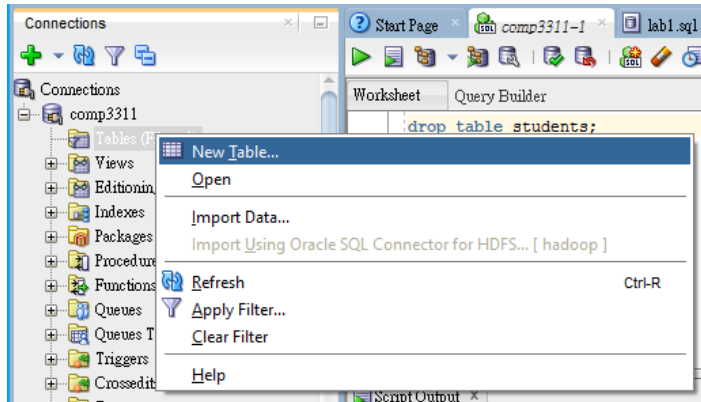 Connections
Start Page
comp3311~1
lab1.sql
Connections
comp3311
Tables (F
Views
Editionin
Indexes
Packages
Procedure
Functions
Queues
Queues T
Triggers
Crossedit
Worksheet
Query Builder
drop table students;
New Table...
Open
Import Data...
Import Using Oracle SQL Connector for HDFS... [ hadoop ]
Refresh Ctrl-R
Apply Filter...
Clear Filter
Help
Script Output